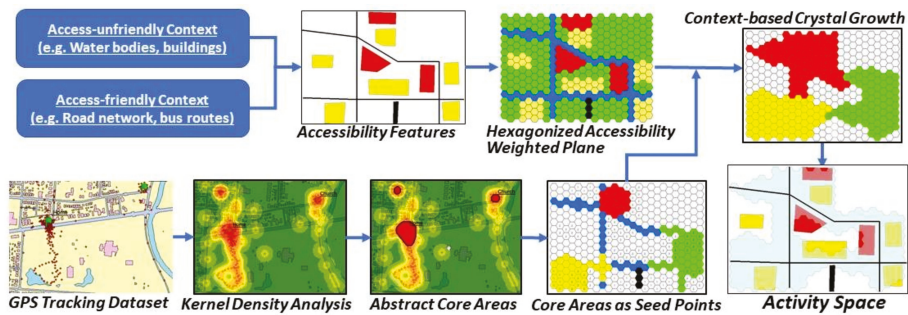 Access-unfriendly Context
(e.g. Water bodies, buildings)
Access-friendly Context
(e.g. Road network, bus routes)
Accessibility Features
Hexagonized Accessibility
Weighted Plane
Context-based Crystal Growth
GPS Tracking Dataset
Kernel Density Analysis
Abstract Core Areas
Core Areas as Seed Points
Activity Space